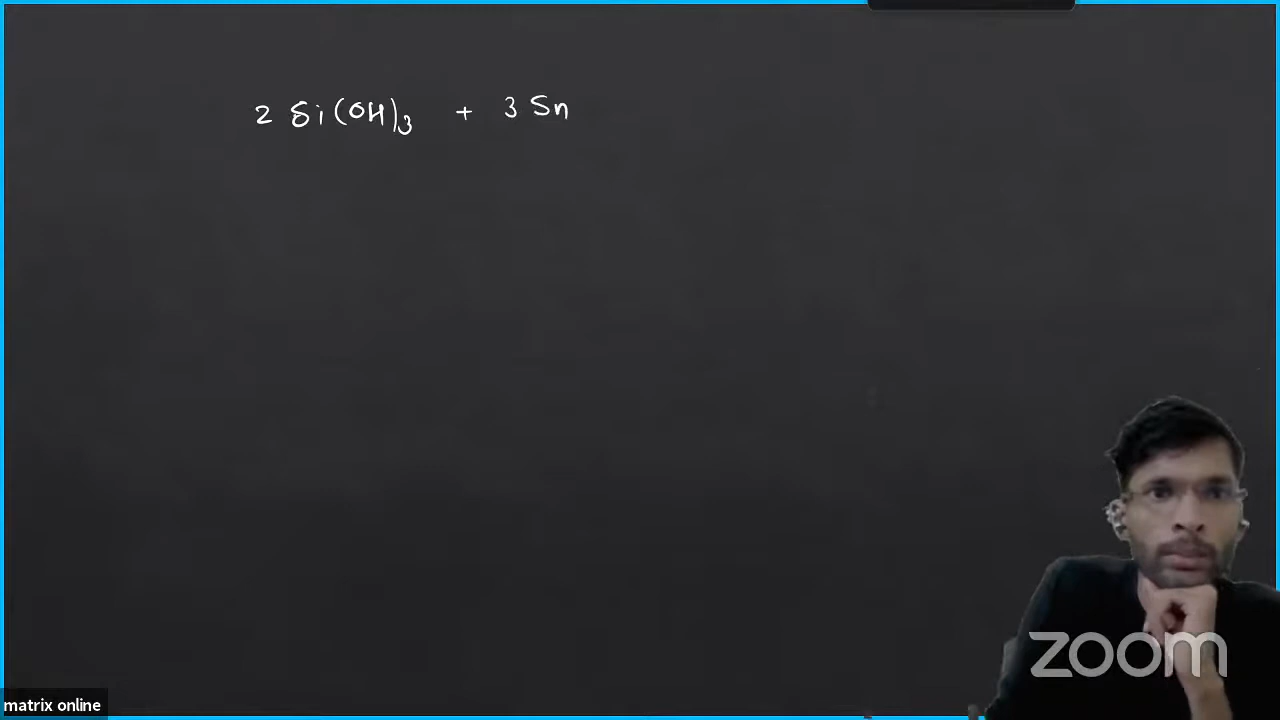 2 Si(OH)₃ + 3 Sn
zoom
matrix online